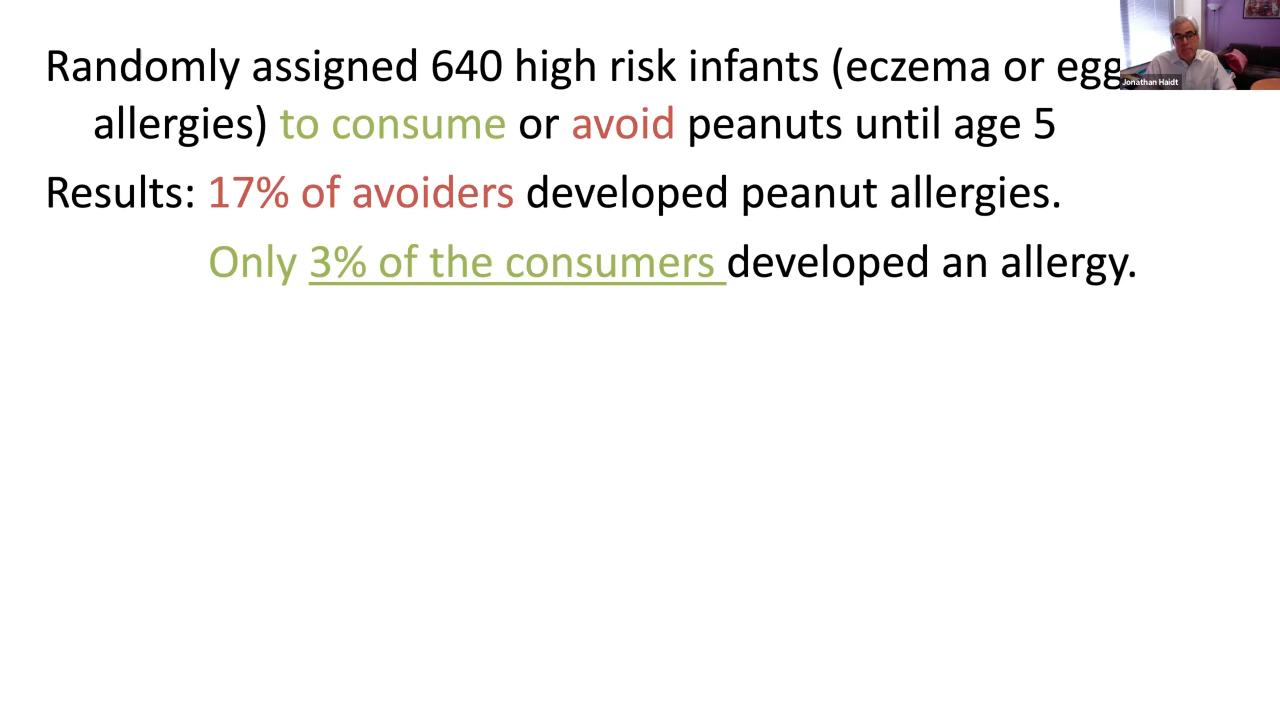 Randomly assigned 640 high risk infants (eczema or egg
allergies) to consume or avoid peanuts until age 5
Results: 17% of avoiders developed peanut allergies.
Only 3% of the consumers developed an allergy.
Jonathan Haidt